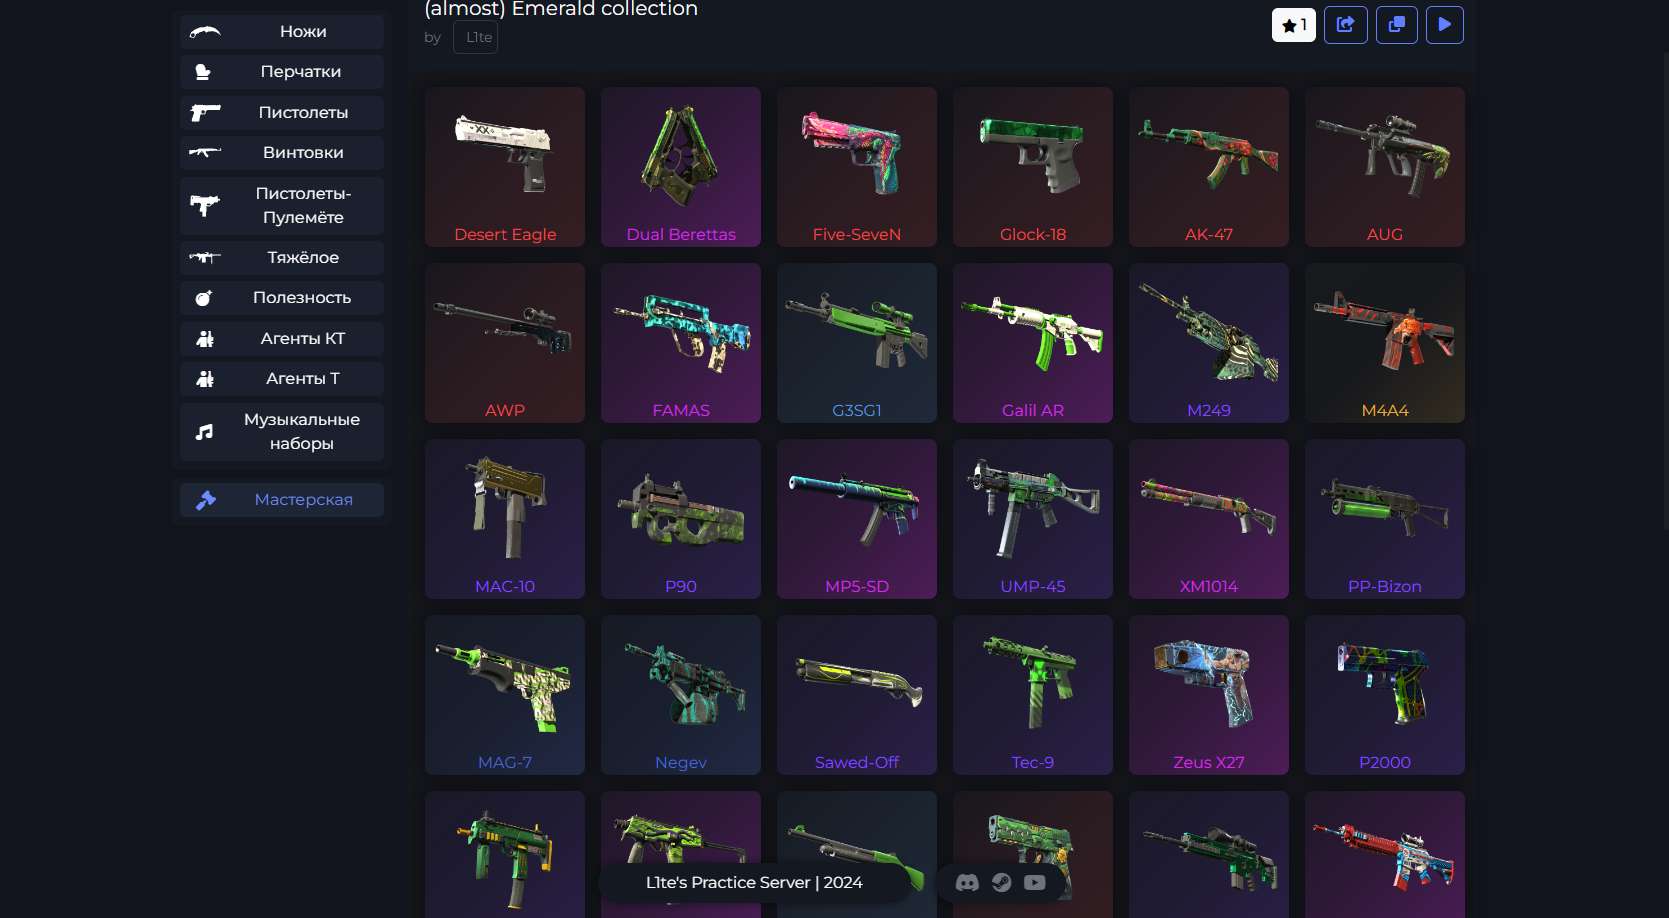 (almost) Emerald collection
by L1te
1
Ножи
Перчатки
Пистолеты
Винтовки
Пистолеты-
Пулемёте
Тяжёлое
Полезность
Агенты КТ
Агенты Т
Музыкальные
наборы
Мастерская
Desert Eagle
Dual Berettas
Five-SeveN
Glock-18
AK-47
AUG
AWP
FAMAS
G3SG1
Galil AR
M249
M4A4
MAC-10
P90
MP5-SD
UMP-45
XM1014
PP-Bizon
MAG-7
Negev
Sawed-Off
Tec-9
Zeus X27
P2000
L1te's Practice Server | 2024